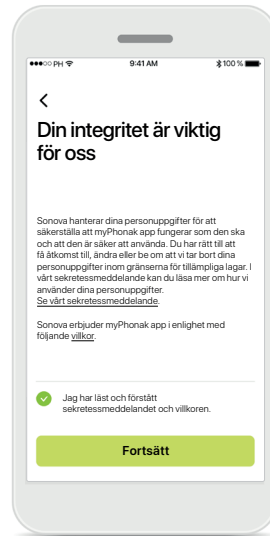 PH 9:41 AM 100 %
Din integritet är viktig
för oss
Sonova hanterar dina personuppgifter för att
säkerställa att myPhonak app fungerar som den ska
och att den är säker att använda. Du har rätt till att
få åtkomst till, ändra eller be om att vi tar bort dina
personuppgifter inom gränserna för tillämpliga lagar. I
vårt sekretessmeddelande kan du läsa mer om hur vi
använder dina personuppgifter.
Se vårt sekretessmeddelande.
Sonova erbjuder myPhonak app i enlighet med
följande villkor.
Jag har läst och förstått
sekretessmeddelandet och villkoren.
Fortsätt